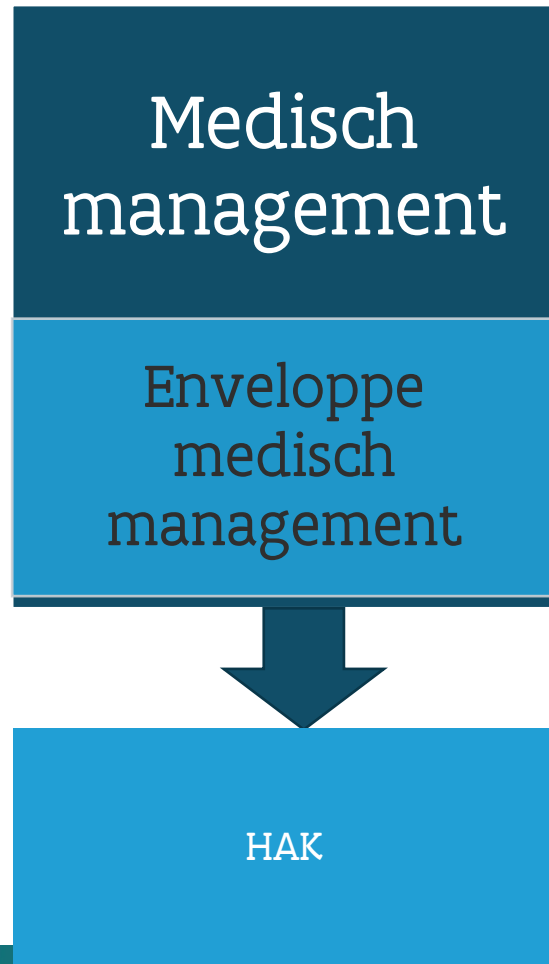 Medisch
management
Enveloppe
medisch
management
HAK